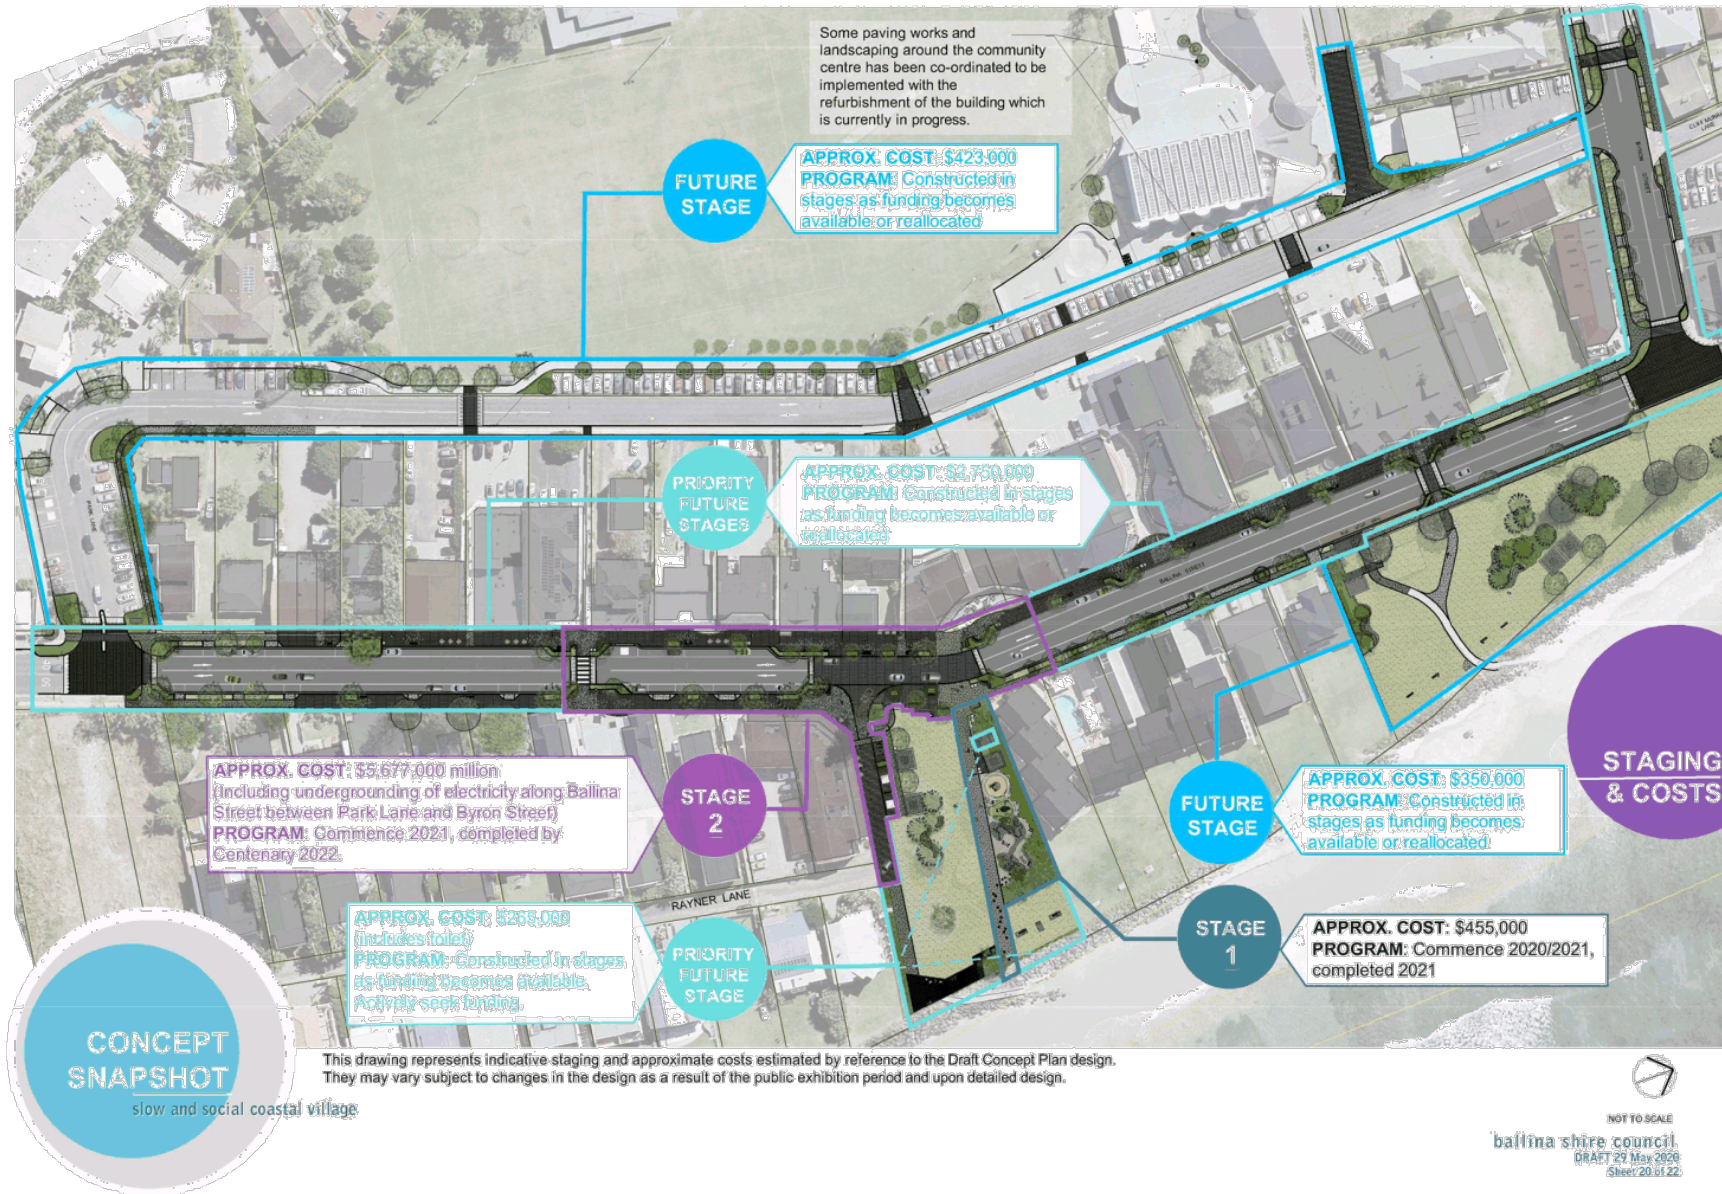 Some paving works and
landscaping around the community
centre has been co-ordinated to be
implemented with the
refurbishment of the building which
is currently in progress.
FUTURE
STAGE
APPROX. COST: $423,000
PROGRAM: Constructed in
stages as funding becomes
available or reallocated
CLIFF MURRAY
LANE
BYRON STREET
PARK LANE
PRIORITY
FUTURE
STAGES
APPROX. COST: $2,750,000
PROGRAM: Constructed in stages
as funding becomes available or
reallocated
BALLINA STREET
STAGING
& COSTS
APPROX. COST: $5,677,000 million
(Including undergrounding of electricity along Ballina
Street between Park Lane and Byron Street)
PROGRAM: Commence 2021, completed by
Centenary 2022.
STAGE
2
FUTURE
STAGE
APPROX. COST: $350,000
PROGRAM: Constructed in
stages as funding becomes
available or reallocated
RAYNER LANE
APPROX. COST: $265,000
(includes toilet)
PROGRAM: Constructed in stages
as funding becomes available.
Actively seek funding.
PRIORITY
FUTURE
STAGE
STAGE
1
APPROX. COST: $455,000
PROGRAM: Commence 2020/2021,
completed 2021
CONCEPT
SNAPSHOT
slow and social coastal village
This drawing represents indicative staging and approximate costs estimated by reference to the Draft Concept Plan design.
They may vary subject to changes in the design as a result of the public exhibition period and upon detailed design.
NOT TO SCALE
ballina shire council
DRAFT 29 May 2020
Sheet 20 of 22